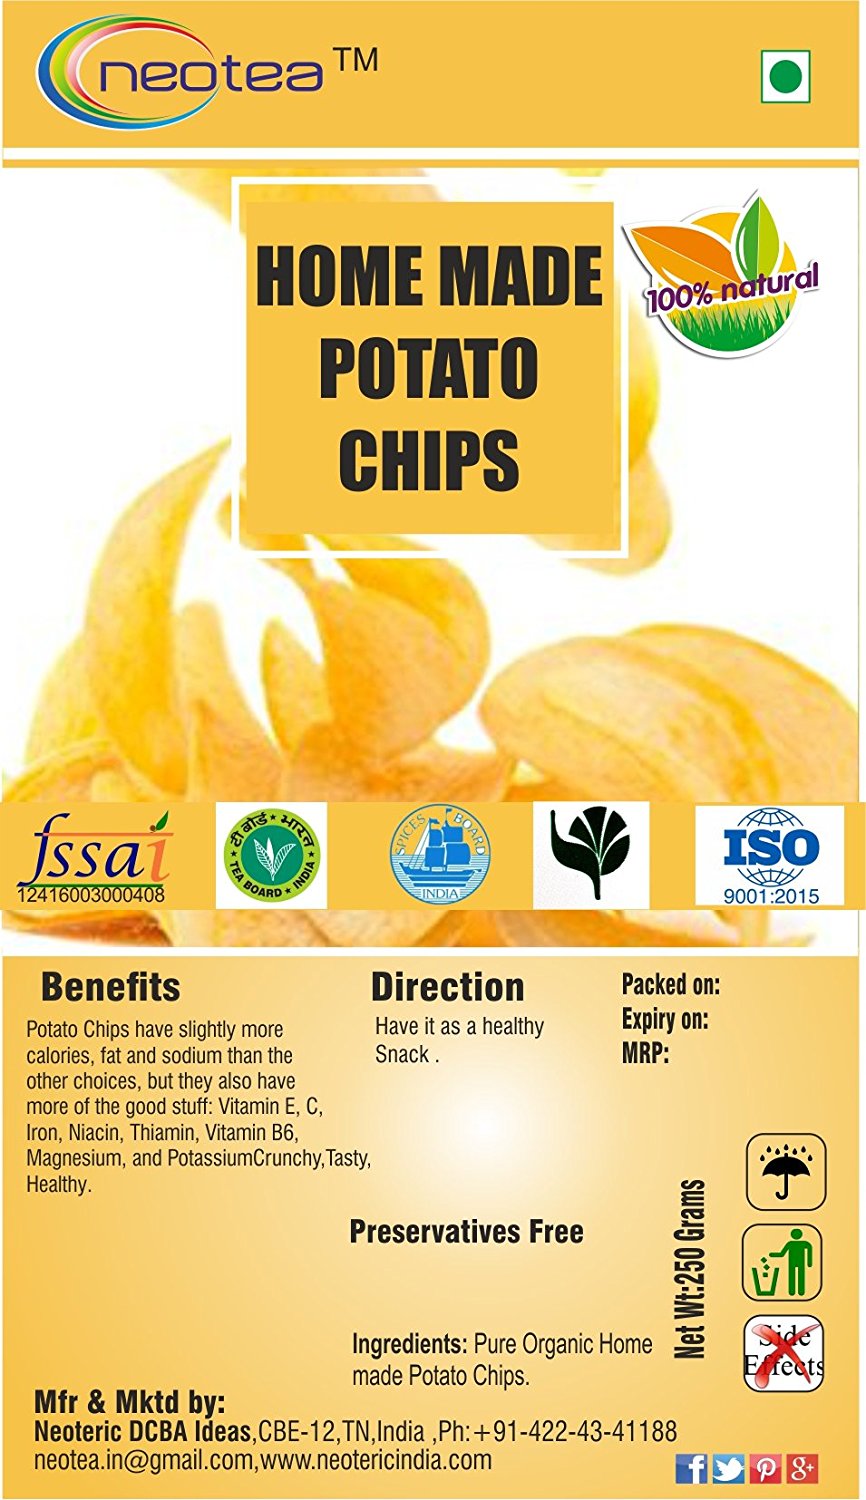 neotea TM
HOME MADE
POTATO
CHIPS
100% natural
fssai
12416003000408
टी बोर्ड ★ भारत
TEA BOARD ★ INDIA
SPICES BOARD
INDIA
ISO
9001:2015
Benefits
Potato Chips have slightly more
calories, fat and sodium than the
other choices, but they also have
more of the good stuff: Vitamin E, C,
Iron, Niacin, Thiamin, Vitamin B6,
Magnesium, and PotassiumCrunchy,Tasty,
Healthy.
Direction
Have it as a healthy
Snack .
Packed on:
Expiry on:
MRP:
Preservatives Free
Net Wt:250 Grams
Side
Effects
Ingredients: Pure Organic Home
made Potato Chips.
Mfr & Mktd by:
Neoteric DCBA Ideas,CBE-12,TN,India ,Ph:+91-422-43-41188
neotea.in@gmail.com,www.neotericindia.com
f
g+